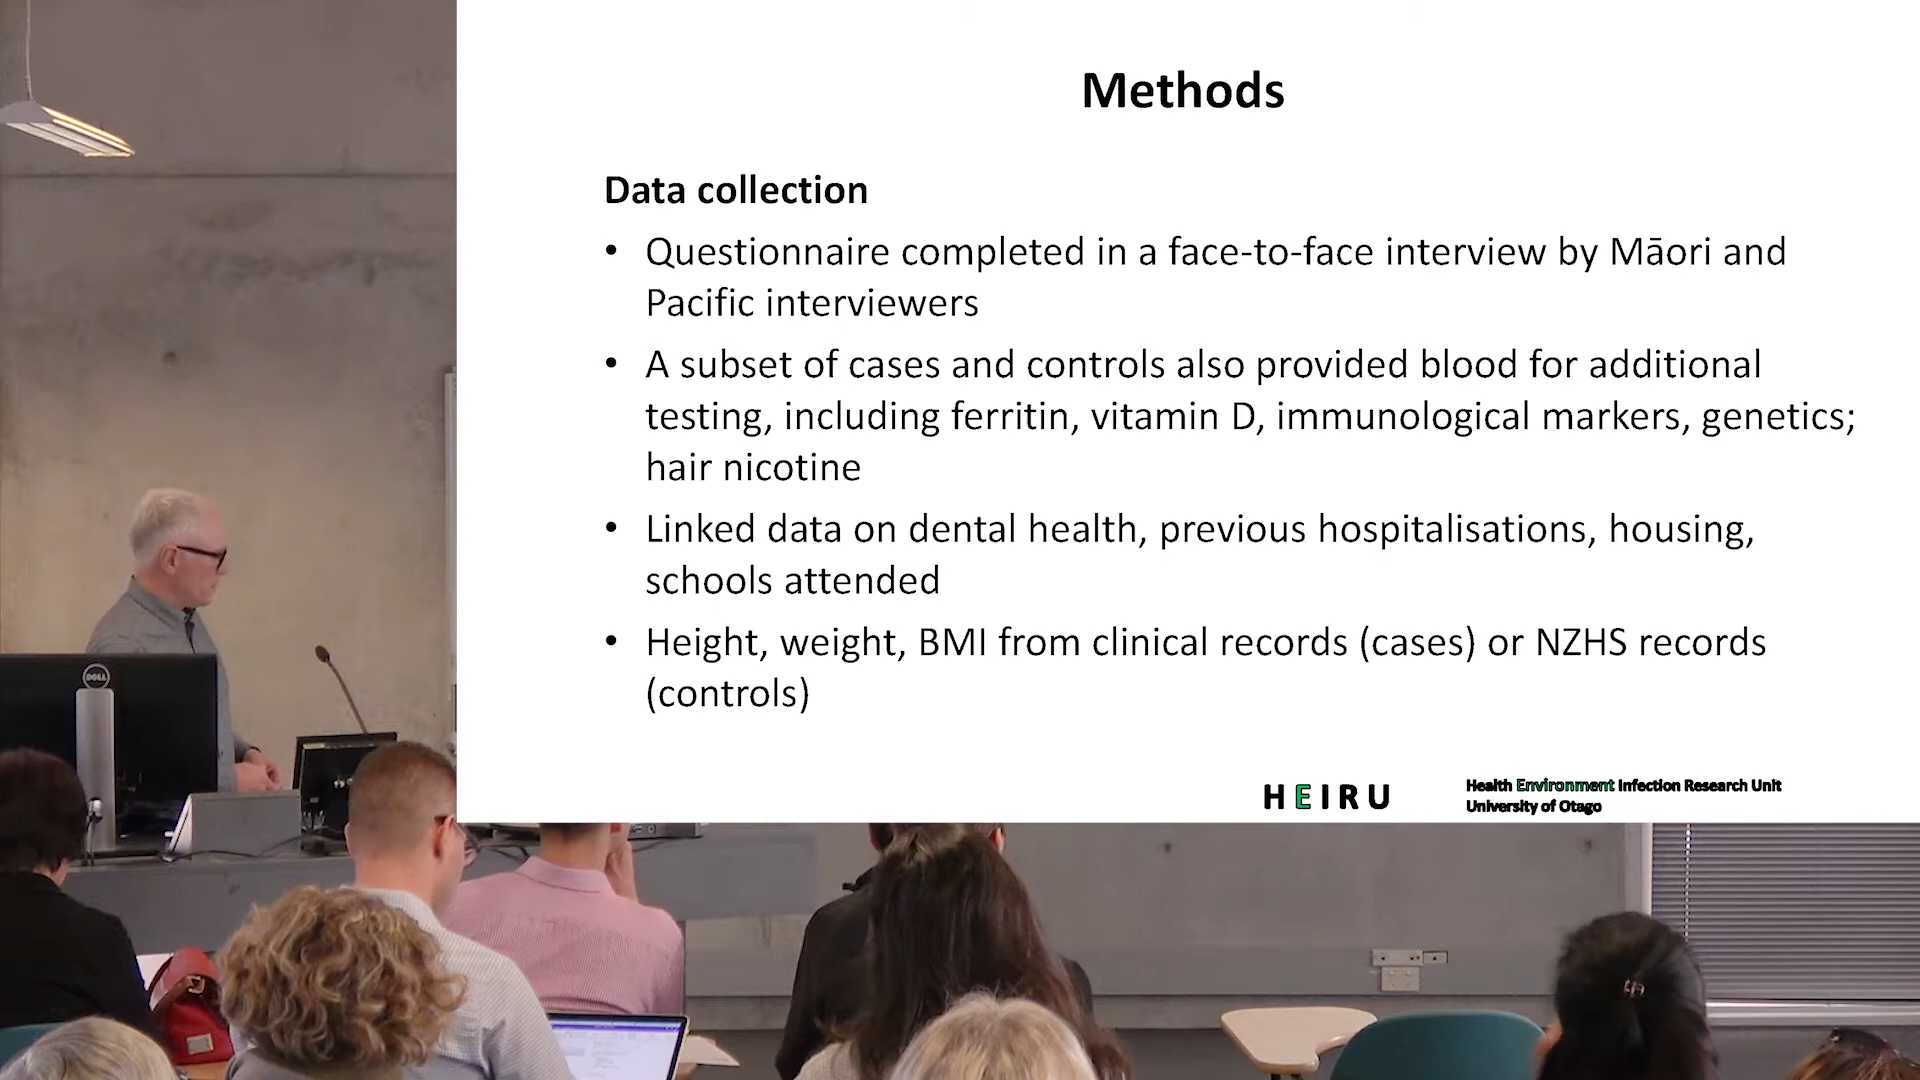 Methods
Data collection
• Questionnaire completed in a face-to-face interview by Māori and
Pacific interviewers
• A subset of cases and controls also provided blood for additional
testing, including ferritin, vitamin D, immunological markers, genetics;
hair nicotine
• Linked data on dental health, previous hospitalisations, housing,
schools attended
• Height, weight, BMI from clinical records (cases) or NZHS records
(controls)
HEIRU
Health Environment Infection Research Unit
University of Otago
DELL